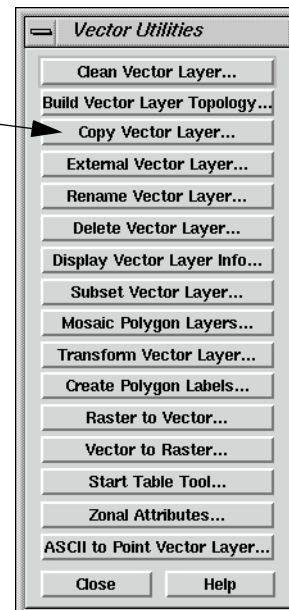 Vector Utilities
Clean Vector Layer...
Build Vector Layer Topology...
Copy Vector Layer...
External Vector Layer...
Rename Vector Layer...
Delete Vector Layer...
Display Vector Layer Info...
Subset Vector Layer...
Mosaic Polygon Layers...
Transform Vector Layer...
Create Polygon Labels...
Raster to Vector...
Vector to Raster...
Start Table Tool...
Zonal Attributes...
ASCII to Point Vector Layer...
Close Help